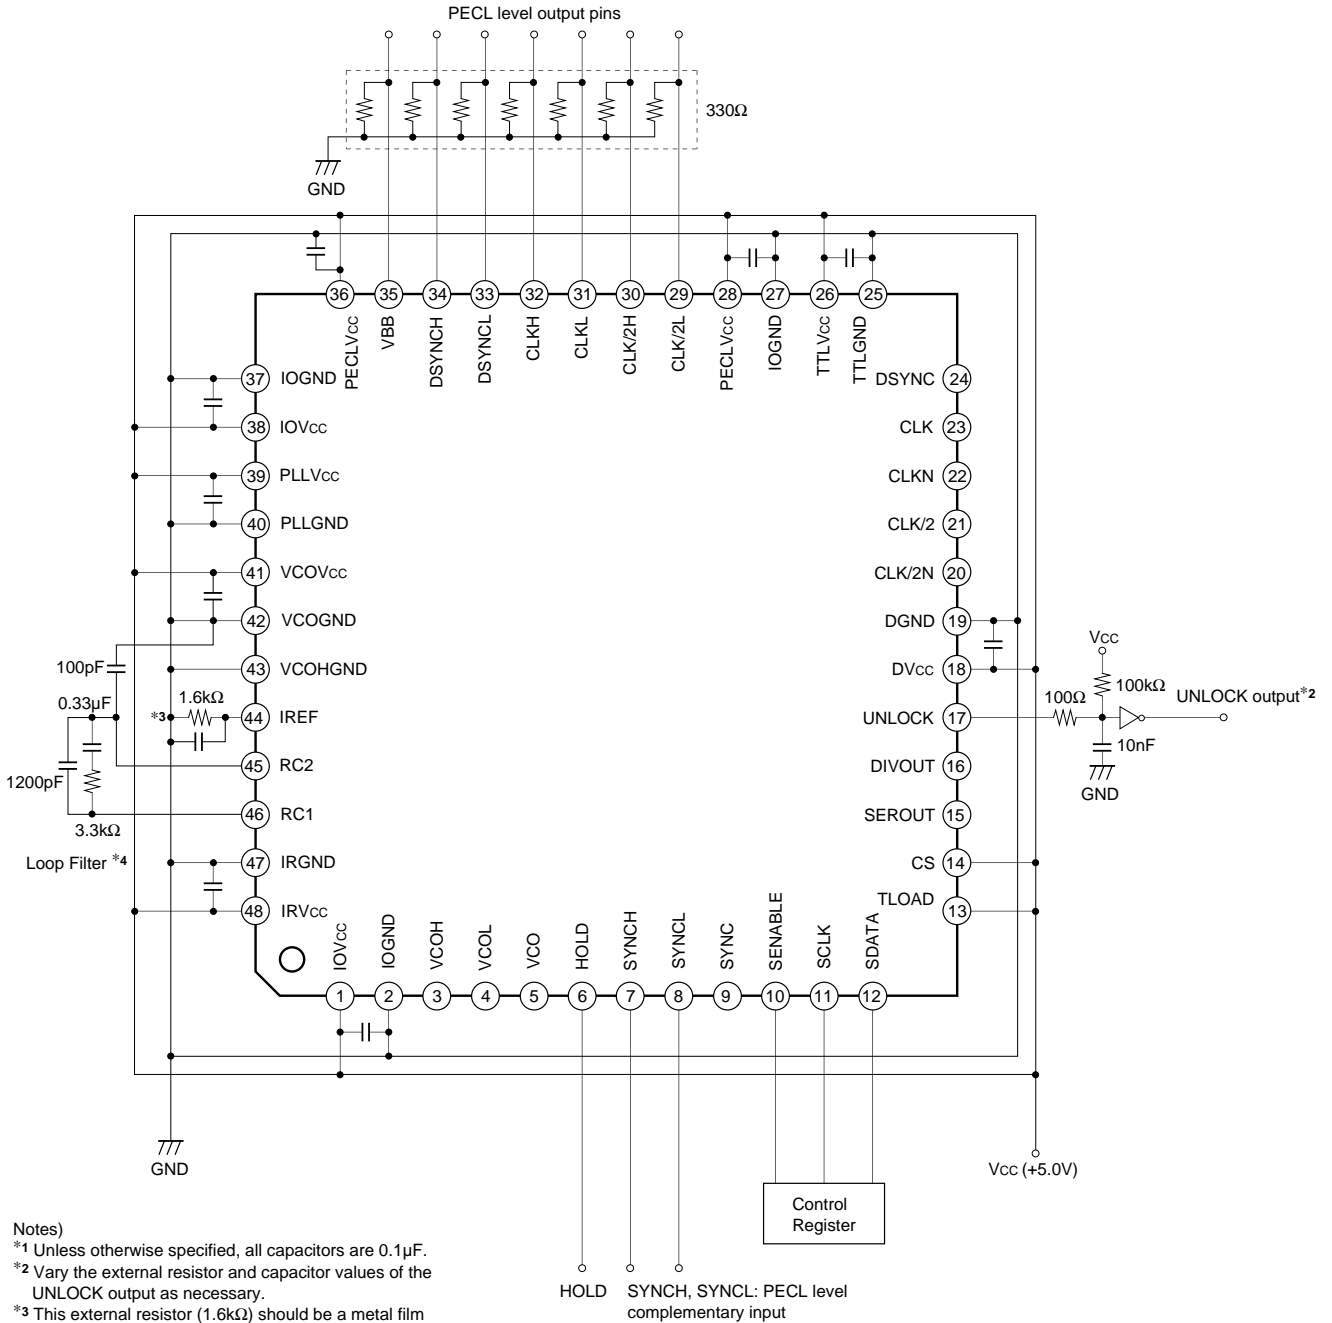 PECL level output pins
330Ω
GND
36 35 34 33 32 31 30 29 28 27 26 25
PECLVCC
VBB
DSYNCH
DSYNCL
CLKH
CLKL
CLK/2H
CLK/2L
PECLVCC
IOGND
TTLVCC
TTLGND
37 IOGND
38 IOVCC
39 PLLVCC
40 PLLGND
41 VCOVCC
42 VCOGND
43 VCOHGND
44 IREF
45 RC2
46 RC1
47 IRGND
48 IRVCC
100pF
0.33µF
*3
1.6kΩ
1200pF
3.3kΩ
Loop Filter *4
DSYNC 24
CLK 23
CLKN 22
CLK/2 21
CLK/2N 20
DGND 19
DVCC 18
UNLOCK 17
DIVOUT 16
SEROUT 15
CS 14
TLOAD 13
VCC
100kΩ
100Ω
UNLOCK output*2
10nF
GND
IOVCC
IOGND
VCOH
VCOL
VCO
HOLD
SYNCH
SYNCL
SYNC
SENABLE
SCLK
SDATA
1 2 3 4 5 6 7 8 9 10 11 12
GND
VCC (+5.0V)
Control
Register
HOLD
SYNCH, SYNCL: PECL level
complementary input
Notes)
*1 Unless otherwise specified, all capacitors are 0.1µF.
*2 Vary the external resistor and capacitor values of the
UNLOCK output as necessary.
*3 This external resistor (1.6kΩ) should be a metal film